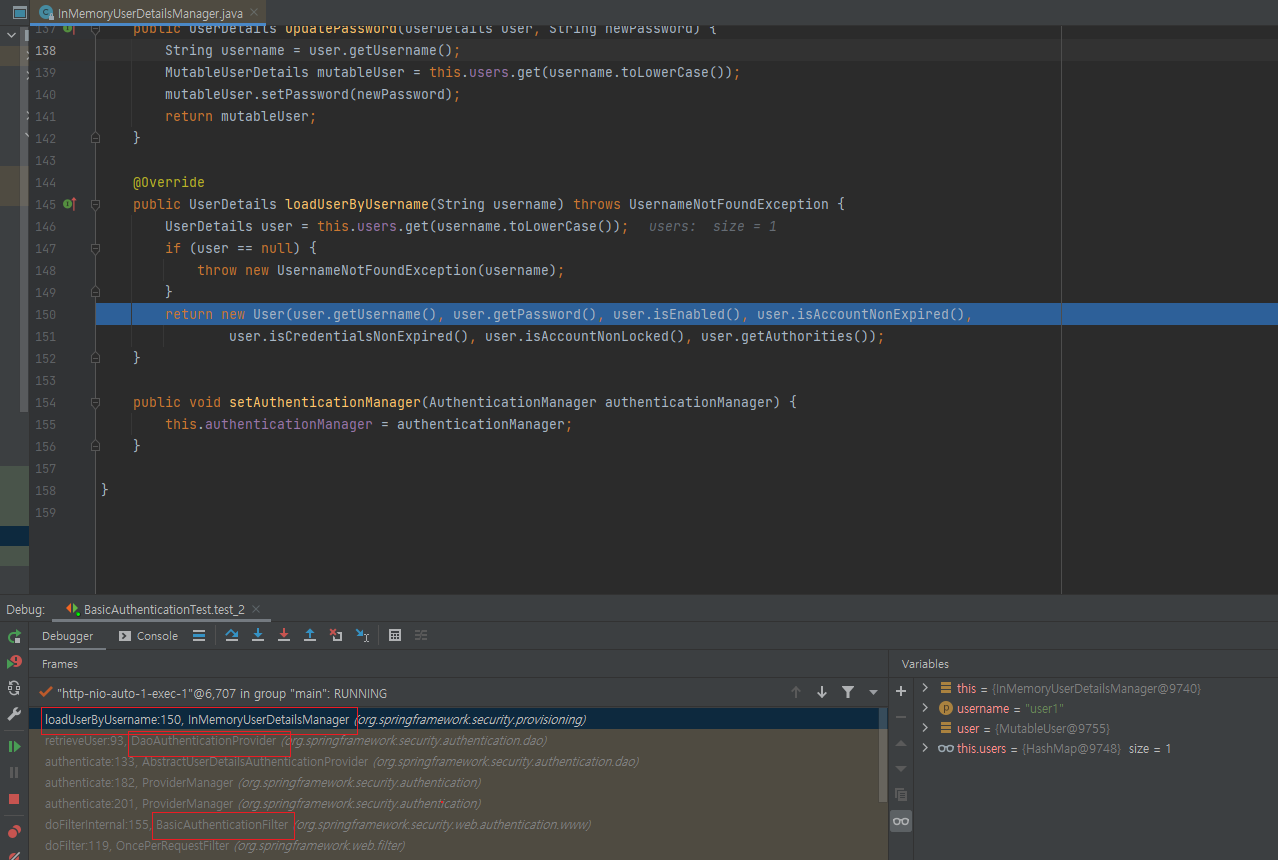 InMemoryUserDetailsManager.java
137 public UserDetails updatePassword(UserDetails user, String newPassword) {
138 String username = user.getUsername();
139 MutableUserDetails mutableUser = this.users.get(username.toLowerCase());
140 mutableUser.setPassword(newPassword);
141 return mutableUser;
142 }
143
144 @Override
145 public UserDetails loadUserByUsername(String username) throws UsernameNotFoundException {
146 UserDetails user = this.users.get(username.toLowerCase()); users: size = 1
147 if (user == null) {
148 throw new UsernameNotFoundException(username);
149 }
150 return new User(user.getUsername(), user.getPassword(), user.isEnabled(), user.isAccountNonExpired(),
151 user.isCredentialsNonExpired(), user.isAccountNonLocked(), user.getAuthorities());
152 }
153
154 public void setAuthenticationManager(AuthenticationManager authenticationManager) {
155 this.authenticationManager = authenticationManager;
156 }
157
158 }
159
Debug: BasicAuthenticationTest.test_2
Debugger Console
Frames
"http-nio-auto-1-exec-1"@6,707 in group "main": RUNNING
loadUserByUsername:150, InMemoryUserDetailsManager (org.springframework.security.provisioning)
retrieveUser:93, DaoAuthenticationProvider (org.springframework.security.authentication.dao)
authenticate:133, AbstractUserDetailsAuthenticationProvider (org.springframework.security.authentication.dao)
authenticate:182, ProviderManager (org.springframework.security.authentication)
authenticate:201, ProviderManager (org.springframework.security.authentication)
doFilterInternal:155, BasicAuthenticationFilter (org.springframework.security.web.authentication.www)
doFilter:119, OncePerRequestFilter (org.springframework.web.filter)
Variables
this = {InMemoryUserDetailsManager@9740}
username = "user1"
user = {MutableUser@9755}
this.users = {HashMap@9748} size = 1